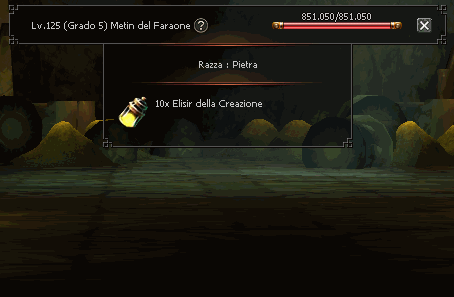 851.050/851.050
Lv.125 (Grado 5) Metin del Faraone ?
Razza : Pietra
10x Elisir della Creazione